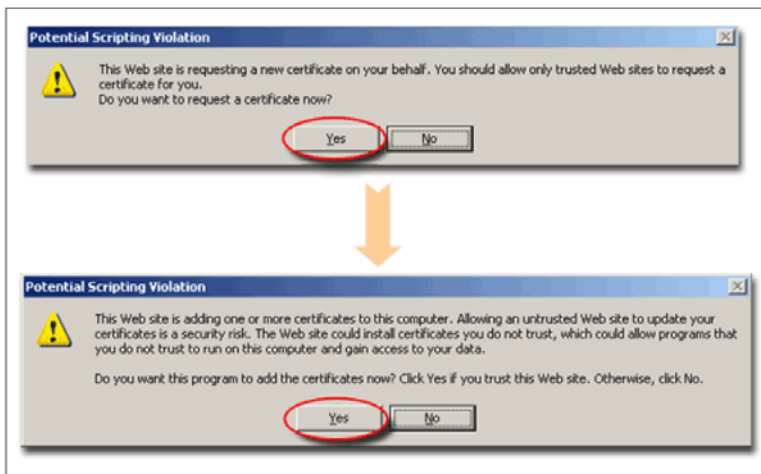 Potential Scripting Violation
This Web site is requesting a new certificate on your behalf. You should allow only trusted Web sites to request a
certificate for you.
Do you want to request a certificate now?
Yes No
Potential Scripting Violation
This Web site is adding one or more certificates to this computer. Allowing an untrusted Web site to update your
certificates is a security risk. The Web site could install certificates you do not trust, which could allow programs that
you do not trust to run on this computer and gain access to your data.
Do you want this program to add the certificates now? Click Yes if you trust this Web site. Otherwise, click No.
Yes No